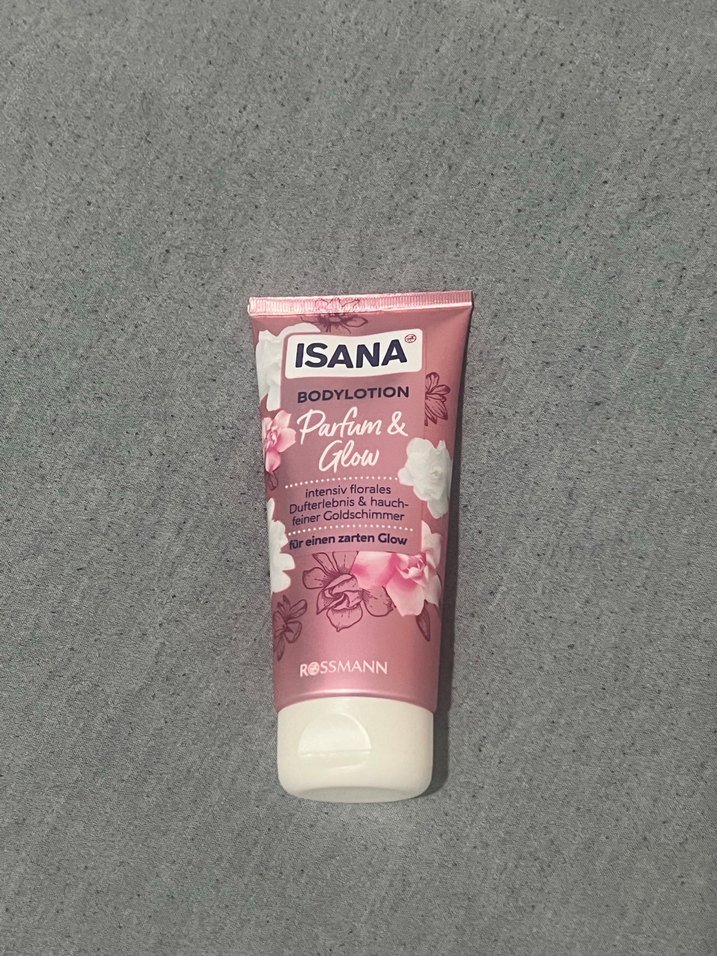 ISANA
BODYLOTION
Parfum &
Glow
intensiv florales
Dufterlebnis & hauch-
feiner Goldschimmer
für einen zarten Glow
ROSSMANN